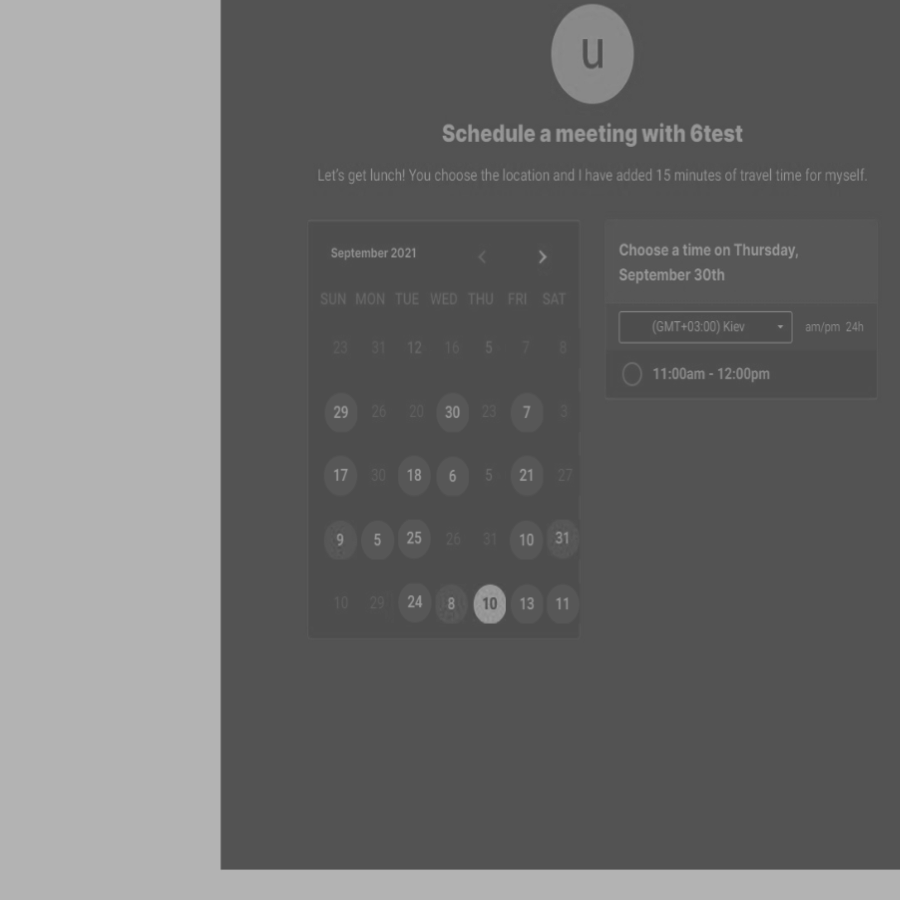 u
Schedule a meeting with 6test
Let's get lunch! You choose the location and I have added 15 minutes of travel time for myself.
September 2021
SUN MON TUE WED THU FRI SAT
23 31 12 16 5 7 8
29 26 20 30 23 7 3
17 30 18 6 5 21 27
9 5 25 26 31 10 31
10 29 24 8 10 13 11
Choose a time on Thursday,
September 30th
(GMT+03:00) Kiev am/pm 24h
11:00am - 12:00pm